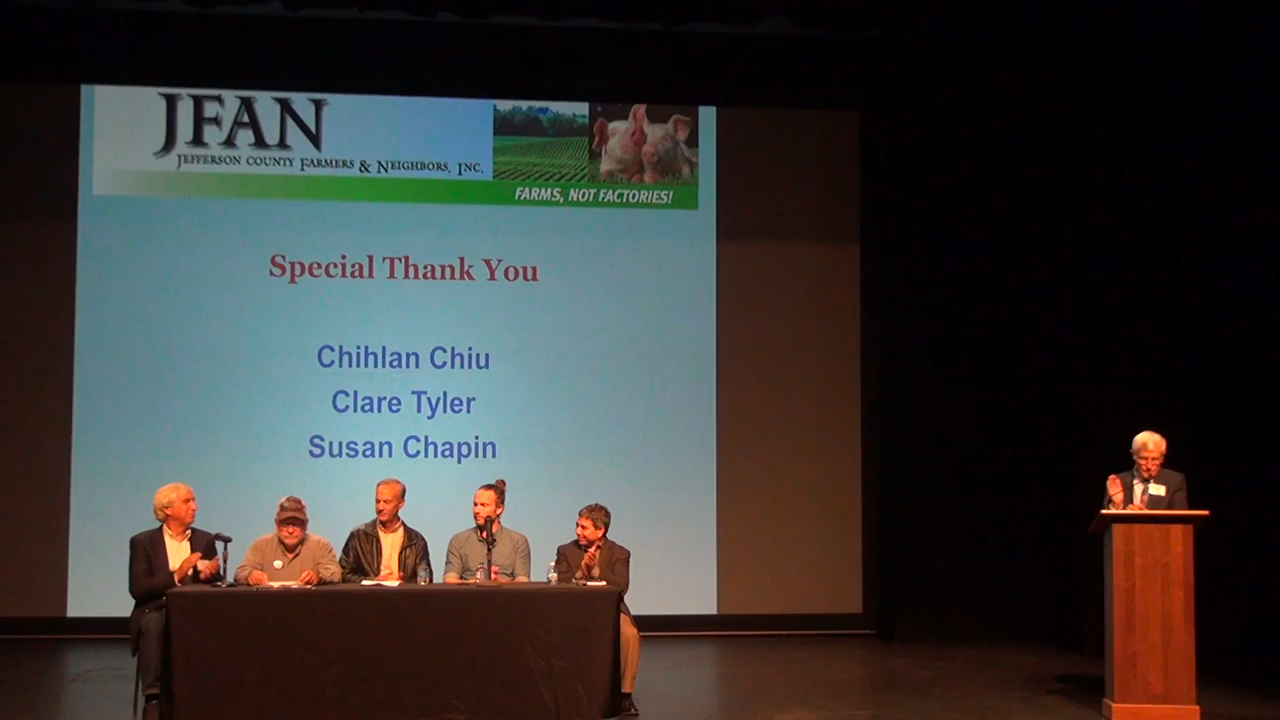 JFAN
JEFFERSON COUNTY FARMERS & NEIGHBORS, INC.
FARMS, NOT FACTORIES!
Special Thank You
Chihlan Chiu
Clare Tyler
Susan Chapin